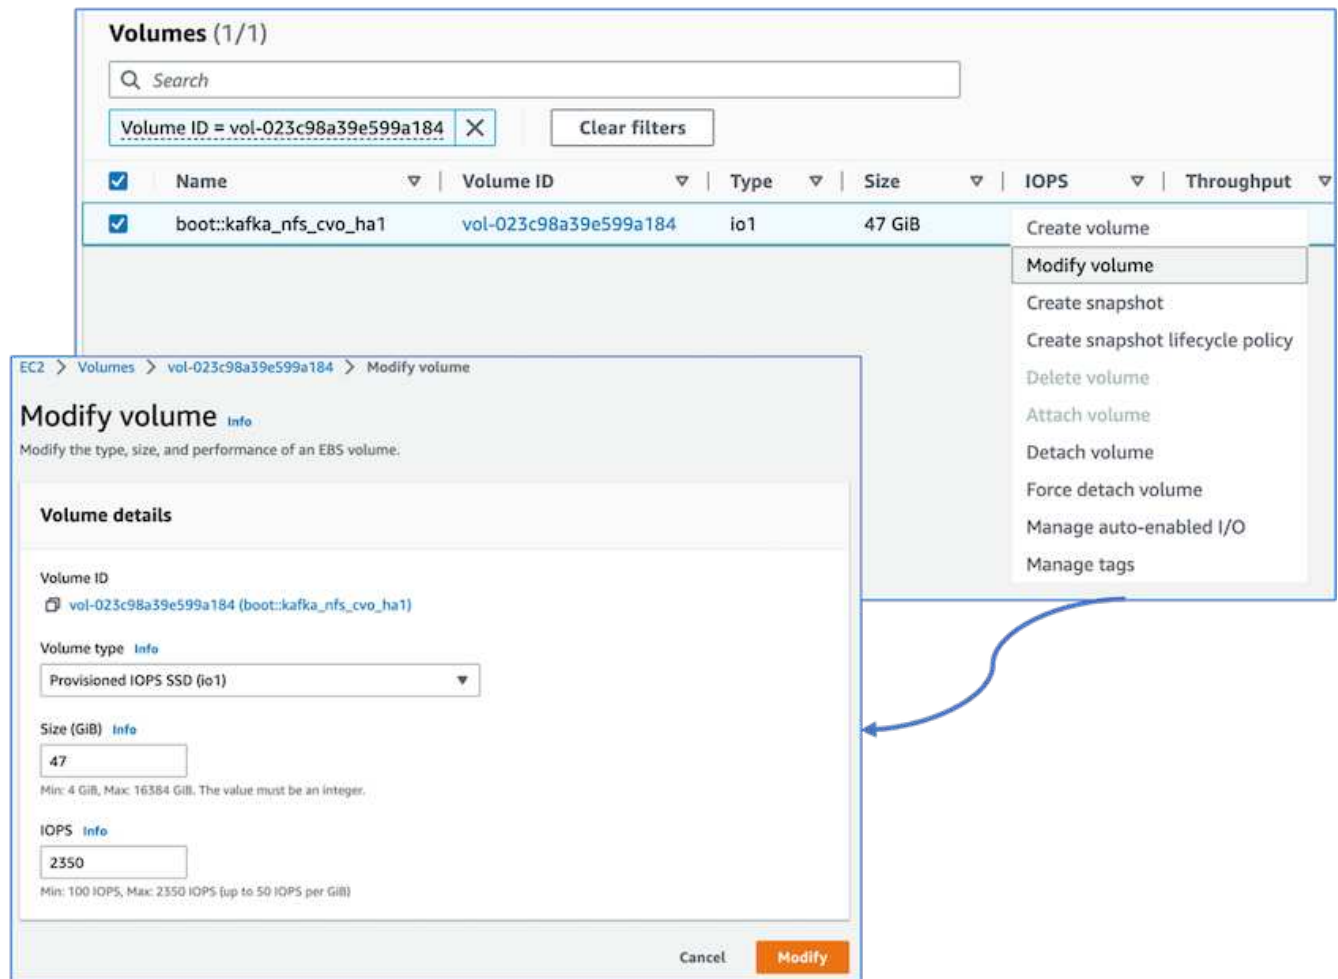 Volumes (1/1)
Search
Volume ID = vol-023c98a39e599a184
Clear filters
Name Volume ID Type Size IOPS Throughput
boot::kafka_nfs_cvo_ha1 vol-023c98a39e599a184 io1 47 GiB
Create volume
Modify volume
Create snapshot
Create snapshot lifecycle policy
Delete volume
Attach volume
Detach volume
Force detach volume
Manage auto-enabled I/O
Manage tags
EC2 > Volumes > vol-023c98a39e599a184 > Modify volume
Modify volume Info
Modify the type, size, and performance of an EBS volume.
Volume details
Volume ID
vol-023c98a39e599a184 (boot::kafka_nfs_cvo_ha1)
Volume type Info
Provisioned IOPS SSD (io1)
Size (GiB) Info
47
Min: 4 GiB, Max: 16384 GiB. The value must be an integer.
IOPS Info
2350
Min: 100 IOPS, Max: 2350 IOPS (up to 50 IOPS per GiB)
Cancel Modify